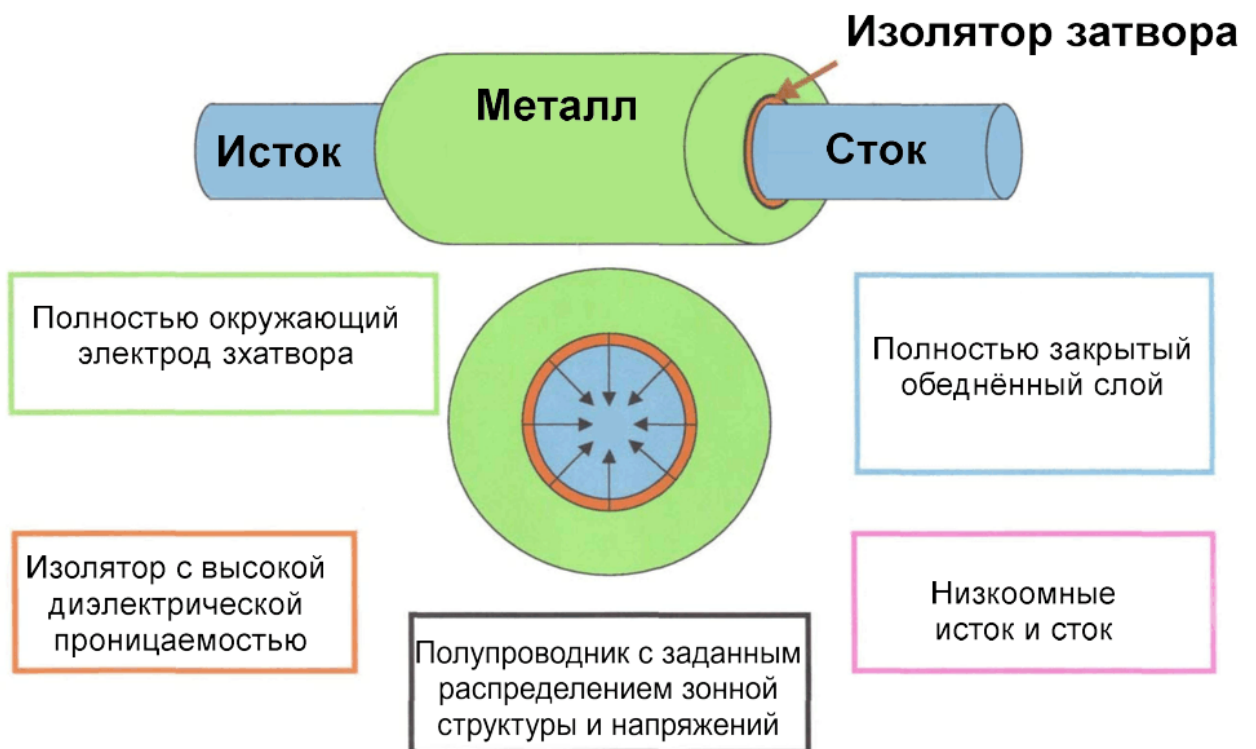 Изолятор затвора
Металл
Исток
Сток
Полностью окружающий
электрод зхатвора
Полностью закрытый
обеднённый слой
Изолятор с высокой
диэлектрической
проницаемостью
Полупроводник с заданным
распределением зонной
структуры и напряжений
Низкоомные
исток и сток